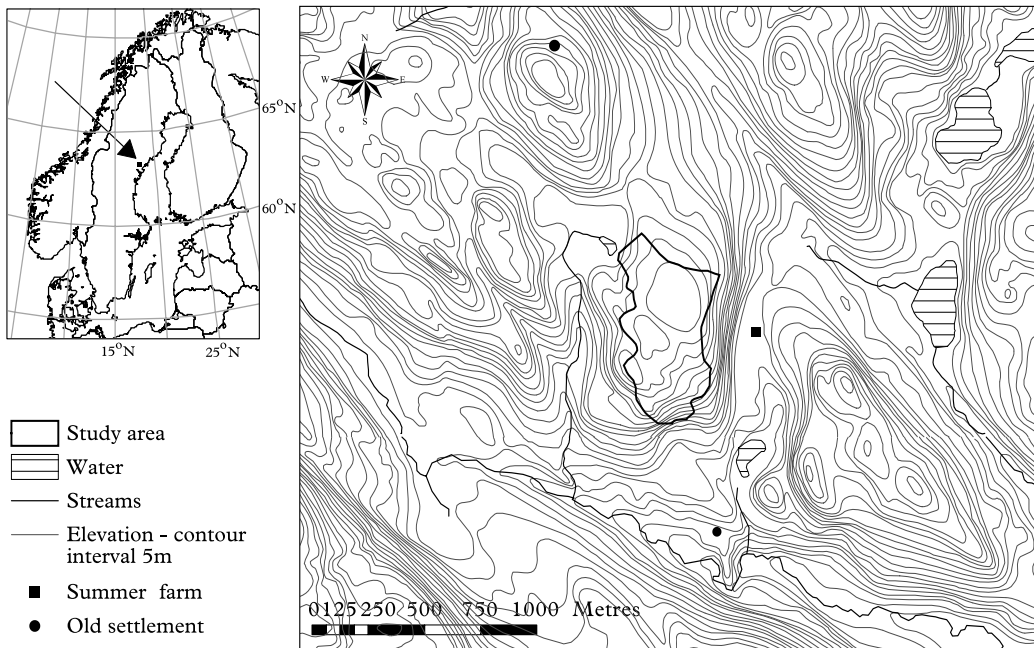 65°N
60°N
15°N
25°N
Study area
Water
Streams
Elevation - contour
interval 5m
Summer farm
Old settlement
N
W E
S
0 125 250 500 750 1000 Metres